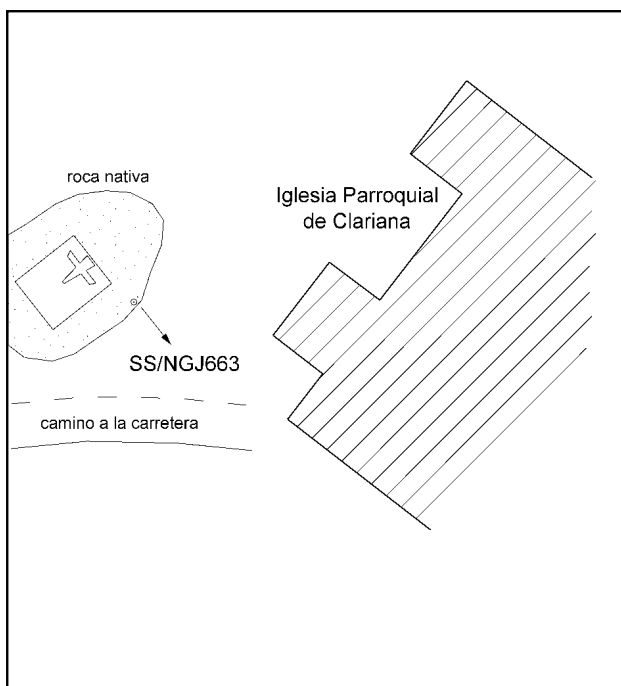 roca nativa
Iglesia Parroquial
de Clariana
SS/NGJ663
camino a la carretera